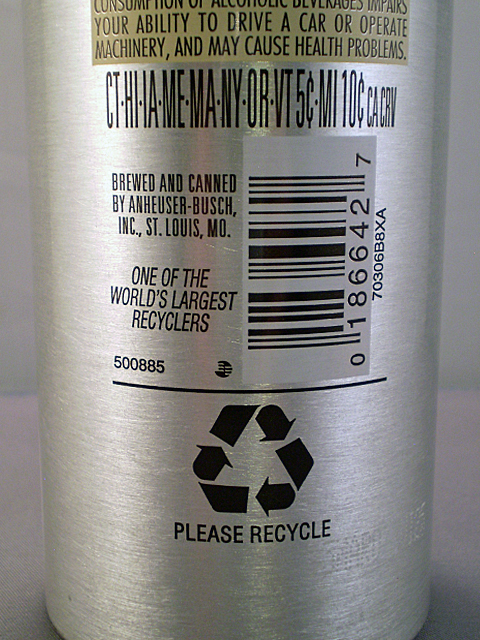 CONSUMPTION OF ALCOHOLIC BEVERAGES IMPAIRS
YOUR ABILITY TO DRIVE A CAR OR OPERATE
MACHINERY, AND MAY CAUSE HEALTH PROBLEMS.
CT·HI·IA·ME·MA·NY·OR·VT 5¢·MI 10¢ CA CRV
BREWED AND CANNED
BY ANHEUSER-BUSCH,
INC., ST. LOUIS, MO.
ONE OF THE
WORLD'S LARGEST
RECYCLERS
500885
0 186642 7
70306B8XA
PLEASE RECYCLE